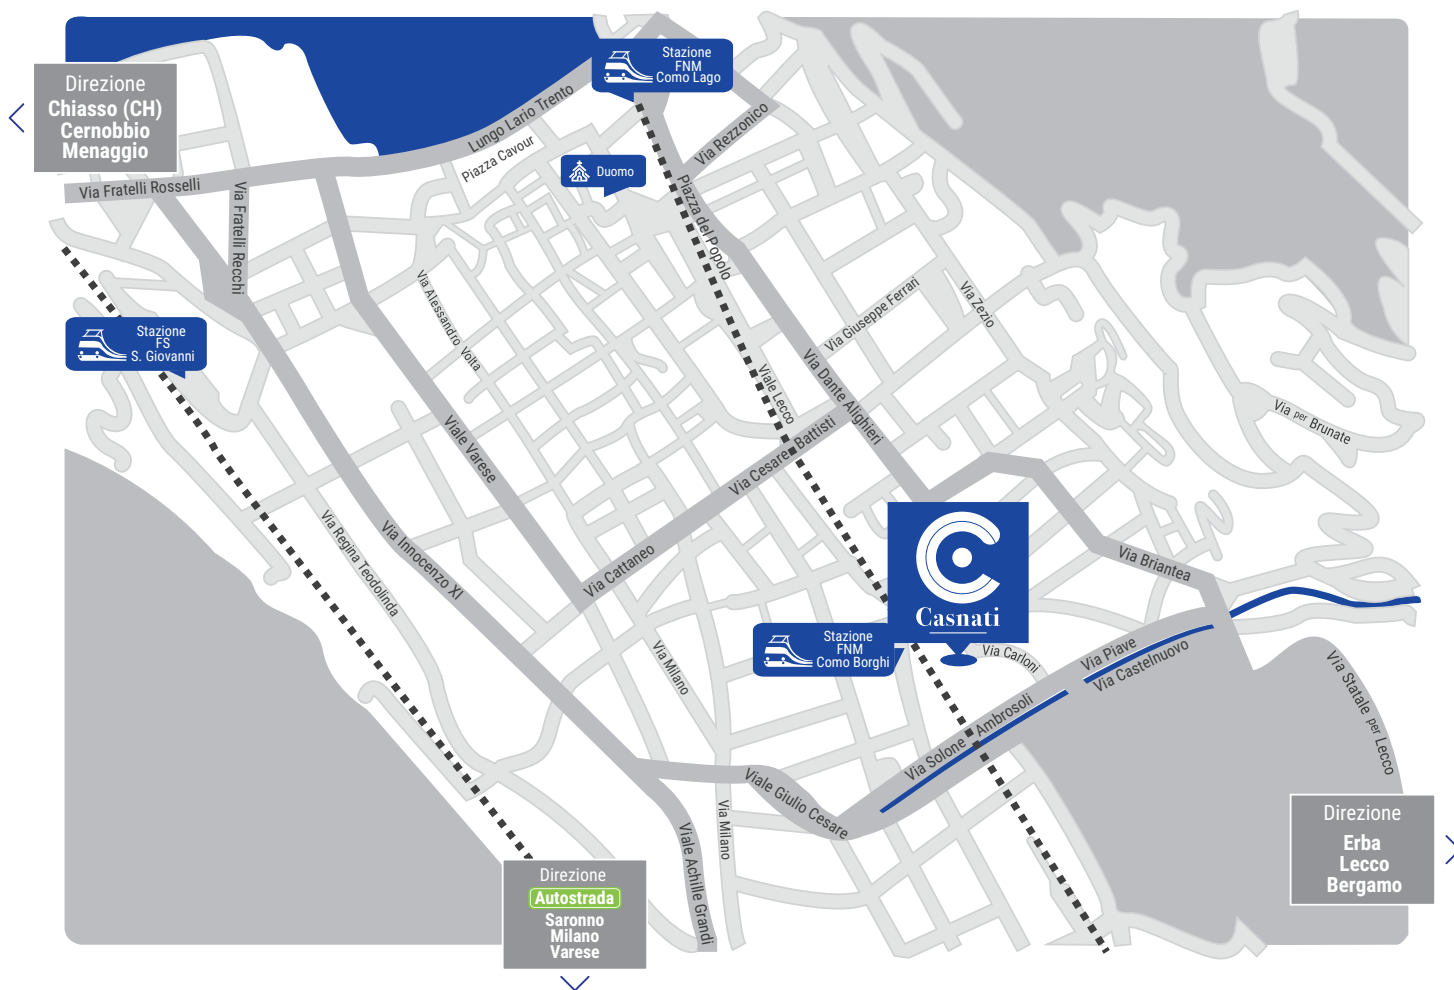 Direzione
Chiasso (CH)
Cernobbio
Menaggio
Stazione
FNM
Como Lago
Lungo Lario Trento
Piazza Cavour
Via Rezzonico
Duomo
Via Fratelli Rosselli
Via Fratelli Recchi
Piazza del Popolo
Via Alessandro Volta
Via Giuseppe Ferrari
Via Zezio
Stazione
FS
S. Giovanni
Viale Lecco
Via Dante Alighieri
Via per Brunate
Viale Varese
Via Cesare Battisti
Via Regina Teodolinda
Via Innocenzo XI
Via Cattaneo
Via Briantea
Casnati
Stazione
FNM
Como Borghi
Via Milano
Via Carloni
Via Piave
Via Castelnuovo
Via Statale per Lecco
Via Solone Ambrosoli
Viale Giulio Cesare
Via Milano
Viale Achille Grandi
Direzione
Erba
Lecco
Bergamo
Direzione
Autostrada
Saronno
Milano
Varese